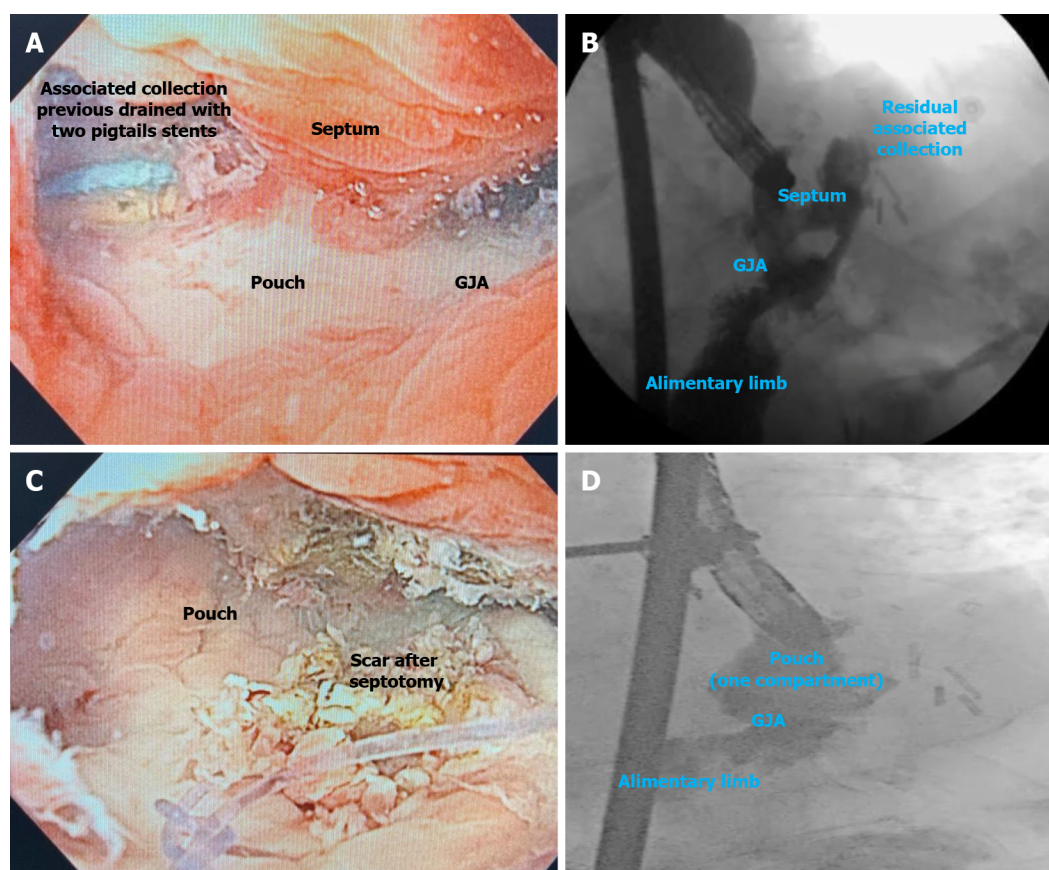 A
Associated collection
previous drained with
two pigtails stents
Septum
Pouch
GJA
B
Residual
associated
collection
Septum
GJA
Alimentary limb
C
Pouch
Scar after
septotomy
D
Pouch
(one compartment)
GJA
Alimentary limb